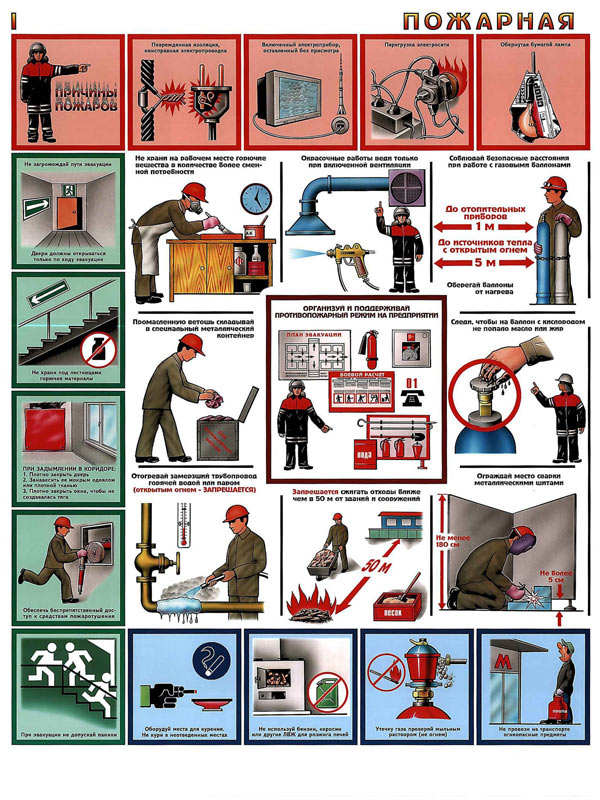 I
ПОЖАРНАЯ
ПРИЧИНЫ
ПОЖАРОВ
Поврежденная изоляция,
неисправная электропроводка
Включенный электроприбор,
оставленный без присмотра
Перегрузка электросети
Обернутая бумагой лампа
Не загромождай пути эвакуации
Двери должны открываться
только по ходу эвакуации
Не храни на рабочем месте горючие
вещества в количестве более смен-
ной потребности
Окрасочные работы веди только
при включенной вентиляции
Соблюдай безопасные расстояния
при работе с газовыми баллонами
До отопительных
приборов
1 м
До источников тепла
с открытым огнем
5 м
Оберегай баллоны
от нагрева
Не храни под лестницами
горючие материалы
Промасленную ветошь складывай
в специальный металлический
контейнер
ОРГАНИЗУЙ И ПОДДЕРЖИВАЙ
ПРОТИВОПОЖАРНЫЙ РЕЖИМ НА ПРЕДПРИЯТИИ
ПЛАН ЭВАКУАЦИИ
БОЕВОЙ РАСЧЕТ
01
ВОДА
Следи, чтобы на баллон с кислородом
не попало масло или жир
ПРИ ЗАДЫМЛЕНИИ В КОРИДОРЕ:
1. Плотно закрыть дверь
2. Занавесить ее мокрым одеялом
или плотной тканью
3. Плотно закрыть окна, чтобы не
создавалась тяга
Отогревай замерзший трубопровод
горячей водой или паром
(открытым огнем - ЗАПРЕЩАЕТСЯ)
Запрещается сжигать отходы ближе
чем в 50 м от зданий и сооружений
50 м
ПЕСОК
Ограждай место сварки
металлическими щитами
Не менее
180 см
Не более
5 см
Обеспечь беспрепятственный дос-
туп к средствам пожаротушения
При эвакуации не допускай паники
Оборудуй места для курения.
Не кури в неотведенных местах
Не используй бензин, керосин
или другие ЛВЖ для розжига печей
Утечку газа проверяй мыльным
раствором (не огнем)
М
Не провози на транспорте
огнеопасные предметы